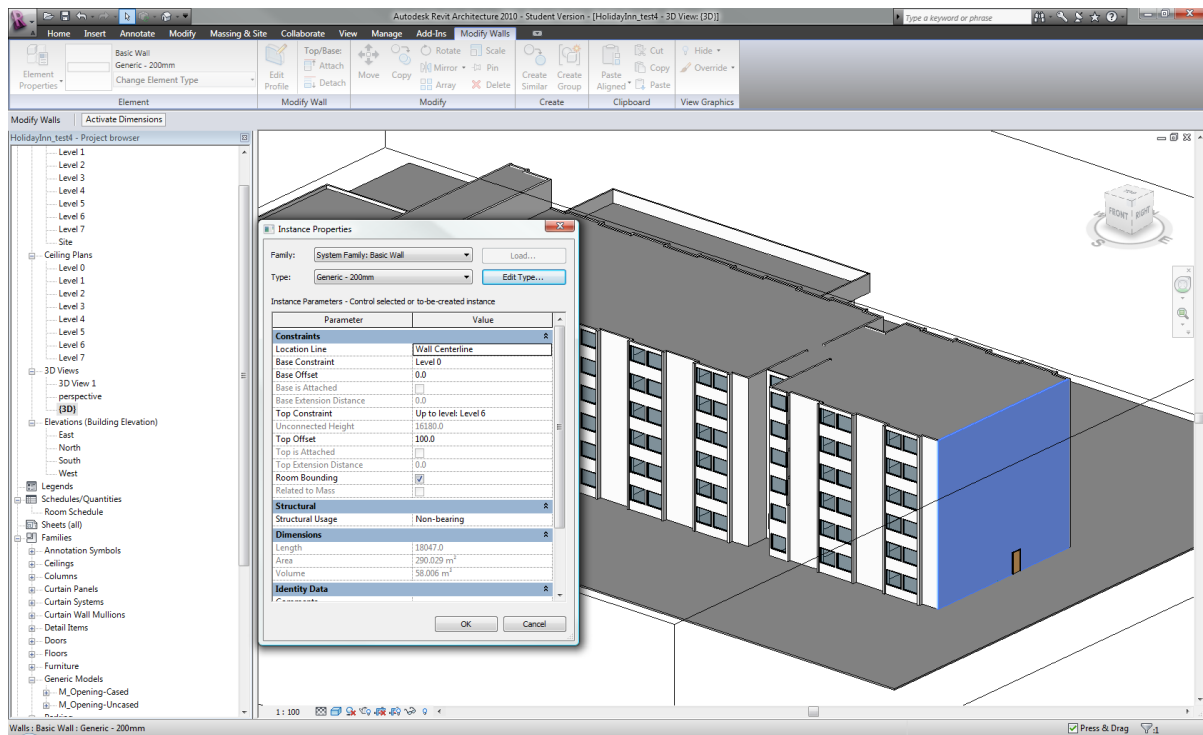 Autodesk Revit Architecture 2010 - Student Version - [HolidayInn_test4 - 3D View: {3D}]
Type a keyword or phrase
Home Insert Annotate Modify Massing & Site Collaborate View Manage Add-Ins Modify Walls
Element Properties
Basic Wall
Generic - 200mm
Change Element Type
Element
Edit Profile
Top/Base:
Attach
Detach
Modify Wall
Move
Copy
Rotate
Scale
Mirror
Pin
Array
Delete
Modify
Create Similar
Create Group
Create
Paste Aligned
Cut
Copy
Paste
Clipboard
Hide
Override
View Graphics
Modify Walls
Activate Dimensions
HolidayInn_test4 - Project browser
Level 1
Level 2
Level 3
Level 4
Level 5
Level 6
Level 7
Site
Ceiling Plans
Level 0
Level 1
Level 2
Level 3
Level 4
Level 5
Level 6
Level 7
3D Views
3D View 1
perspective
{3D}
Elevations (Building Elevation)
East
North
South
West
Legends
Schedules/Quantities
Room Schedule
Sheets (all)
Families
Annotation Symbols
Ceilings
Columns
Curtain Panels
Curtain Systems
Curtain Wall Mullions
Detail Items
Doors
Floors
Furniture
Generic Models
M_Opening-Cased
M_Opening-Uncased
Instance Properties
Family: System Family: Basic Wall Load...
Type: Generic - 200mm Edit Type...
Instance Parameters - Control selected or to-be-created instance
Parameter Value
Constraints
Location Line Wall Centerline
Base Constraint Level 0
Base Offset 0.0
Base is Attached
Base Extension Distance 0.0
Top Constraint Up to level: Level 6
Unconnected Height 16180.0
Top Offset 100.0
Top is Attached
Top Extension Distance 0.0
Room Bounding
Related to Mass
Structural
Structural Usage Non-bearing
Dimensions
Length 18047.0
Area 290.029 m²
Volume 58.006 m³
Identity Data
OK Cancel
FRONT RIGHT
S E
1 : 100
Walls : Basic Wall : Generic - 200mm
Press & Drag
:1